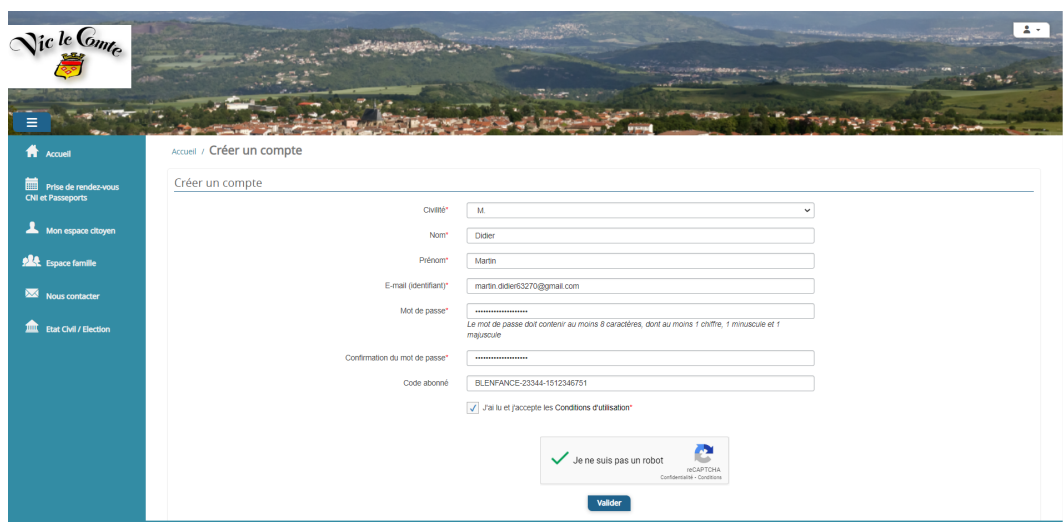 Vic le Comte
Accueil
Prise de rendez-vous
CNI et Passeports
Mon espace citoyen
Espace famille
Nous contacter
Etat Civil / Election
Accueil / Créer un compte
Créer un compte
Civilité* M.
Nom* Didier
Prénom* Martin
E-mail (identifiant)* martin.didier63270@gmail.com
Mot de passe* ••••••••••••••••••••
Le mot de passe doit contenir au moins 8 caractères, dont au moins 1 chiffre, 1 minuscule et 1
majuscule
Confirmation du mot de passe* ••••••••••••••••••••
Code abonné BLENFANCE-23344-1512346751
J'ai lu et j'accepte les Conditions d'utilisation*
Je ne suis pas un robot
reCAPTCHA
Confidentialité - Conditions
Valider